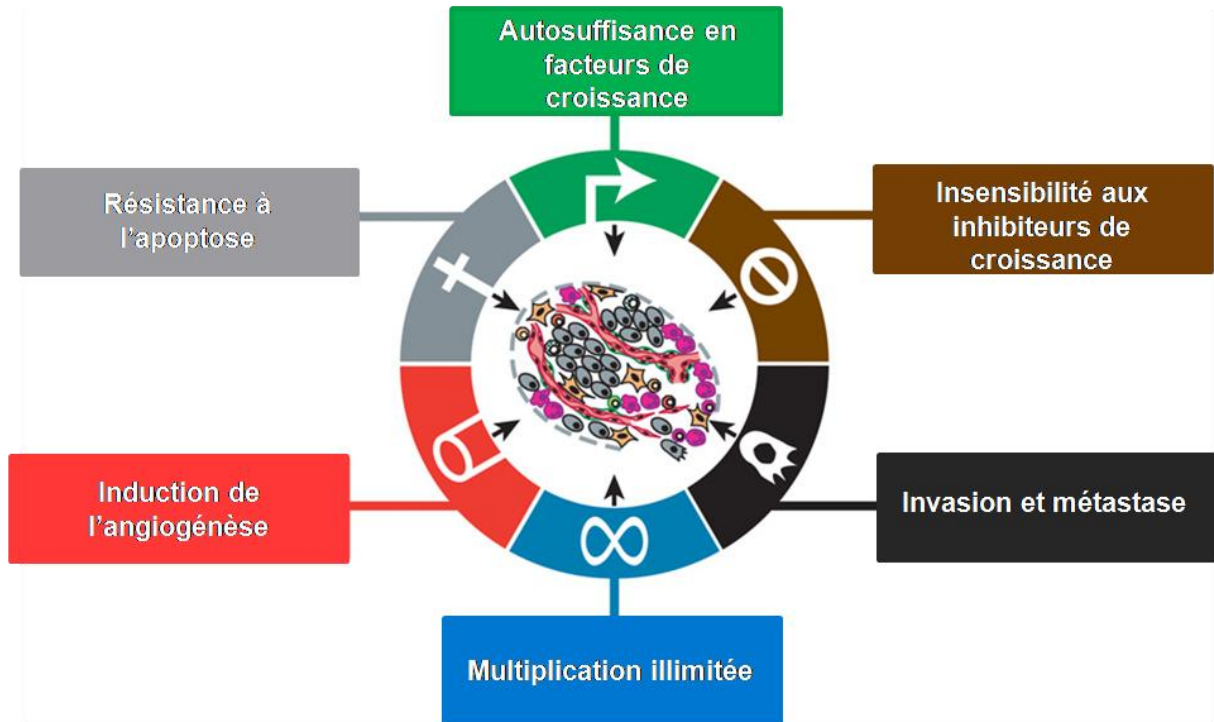 Autosuffisance en
facteurs de
croissance
Résistance à
l'apoptose
Insensibilité aux
inhibiteurs de
croissance
Induction de
l'angiogénèse
Invasion et métastase
Multiplication illimitée